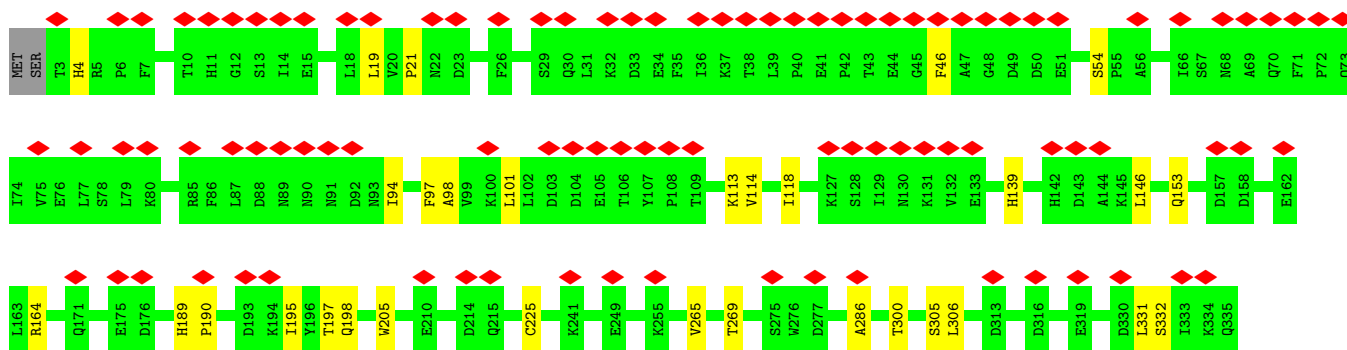 MET SER T3 H4 R5 P6 F7 T10 H11 G12 S13 I14 E15 L18 L19 V20 P21 N22 D23 F26 S29 Q30 L31 K32 D33 E34 F35 I36 K37 T38 L39 P40 E41 P42 T43 E44 G45 F46 A47 G48 D49 D50 E51 S54 P55 A56 I66 S67 N68 A69 Q70 F71 P72 Q73
I74 V75 E76 L77 S78 L79 K80 R85 F86 L87 D88 N89 N90 N91 D92 N93 I94 F97 A98 V99 K100 L101 L102 D103 D104 E105 T106 Y107 P108 T109 K113 V114 I118 K127 S128 I129 N130 K131 V132 E133 H139 H142 D143 A144 K145 L146 Q153 D157 D158 E162
L163 R164 Q171 E175 D176 H189 P190 D193 K194 I195 Y196 T197 Q198 W205 E210 D214 Q215 C225 K241 E249 K255 V265 T269 S275 W276 D277 A286 T300 S305 L306 D313 D316 E319 D330 L331 S332 I333 K334 Q335